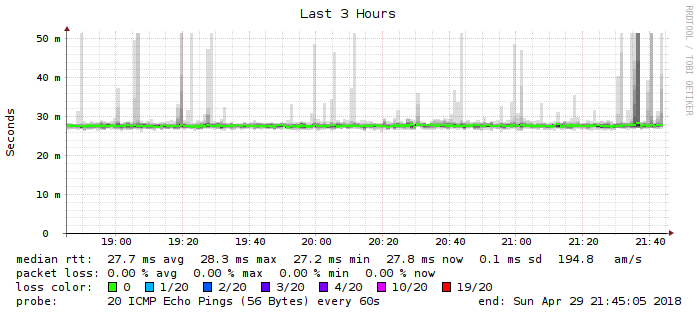 Last 3 Hours
RRDTOOL / TOBI OETIKER
Seconds
50 m
40 m
30 m
20 m
10 m
0
19:00 19:20 19:40 20:00 20:20 20:40 21:00 21:20 21:40
median rtt: 27.7 ms avg 28.3 ms max 27.2 ms min 27.8 ms now 0.1 ms sd 194.8 am/s
packet loss: 0.00 % avg 0.00 % max 0.00 % min 0.00 % now
loss color: 0 1/20 2/20 3/20 4/20 10/20 19/20
probe: 20 ICMP Echo Pings (56 Bytes) every 60s end: Sun Apr 29 21:45:05 2018